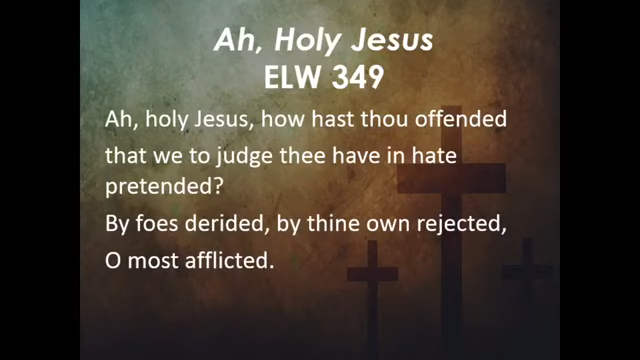 Ah, Holy Jesus
ELW 349
Ah, holy Jesus, how hast thou offended
that we to judge thee have in hate
pretended?
By foes derided, by thine own rejected,
O most afflicted.